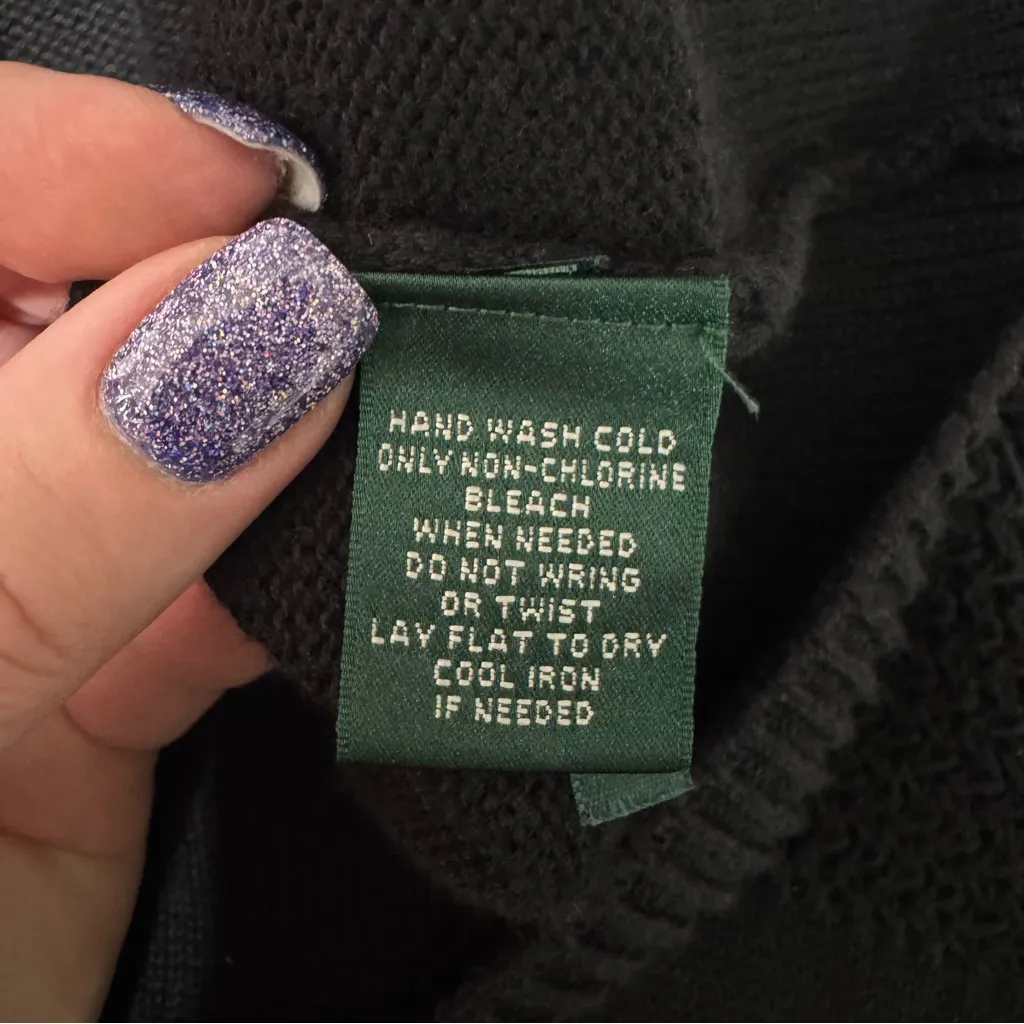 HAND WASH COLD
ONLY NON-CHLORINE
BLEACH
WHEN NEEDED
DO NOT WRING
OR TWIST
LAY FLAT TO DRY
COOL IRON
IF NEEDED